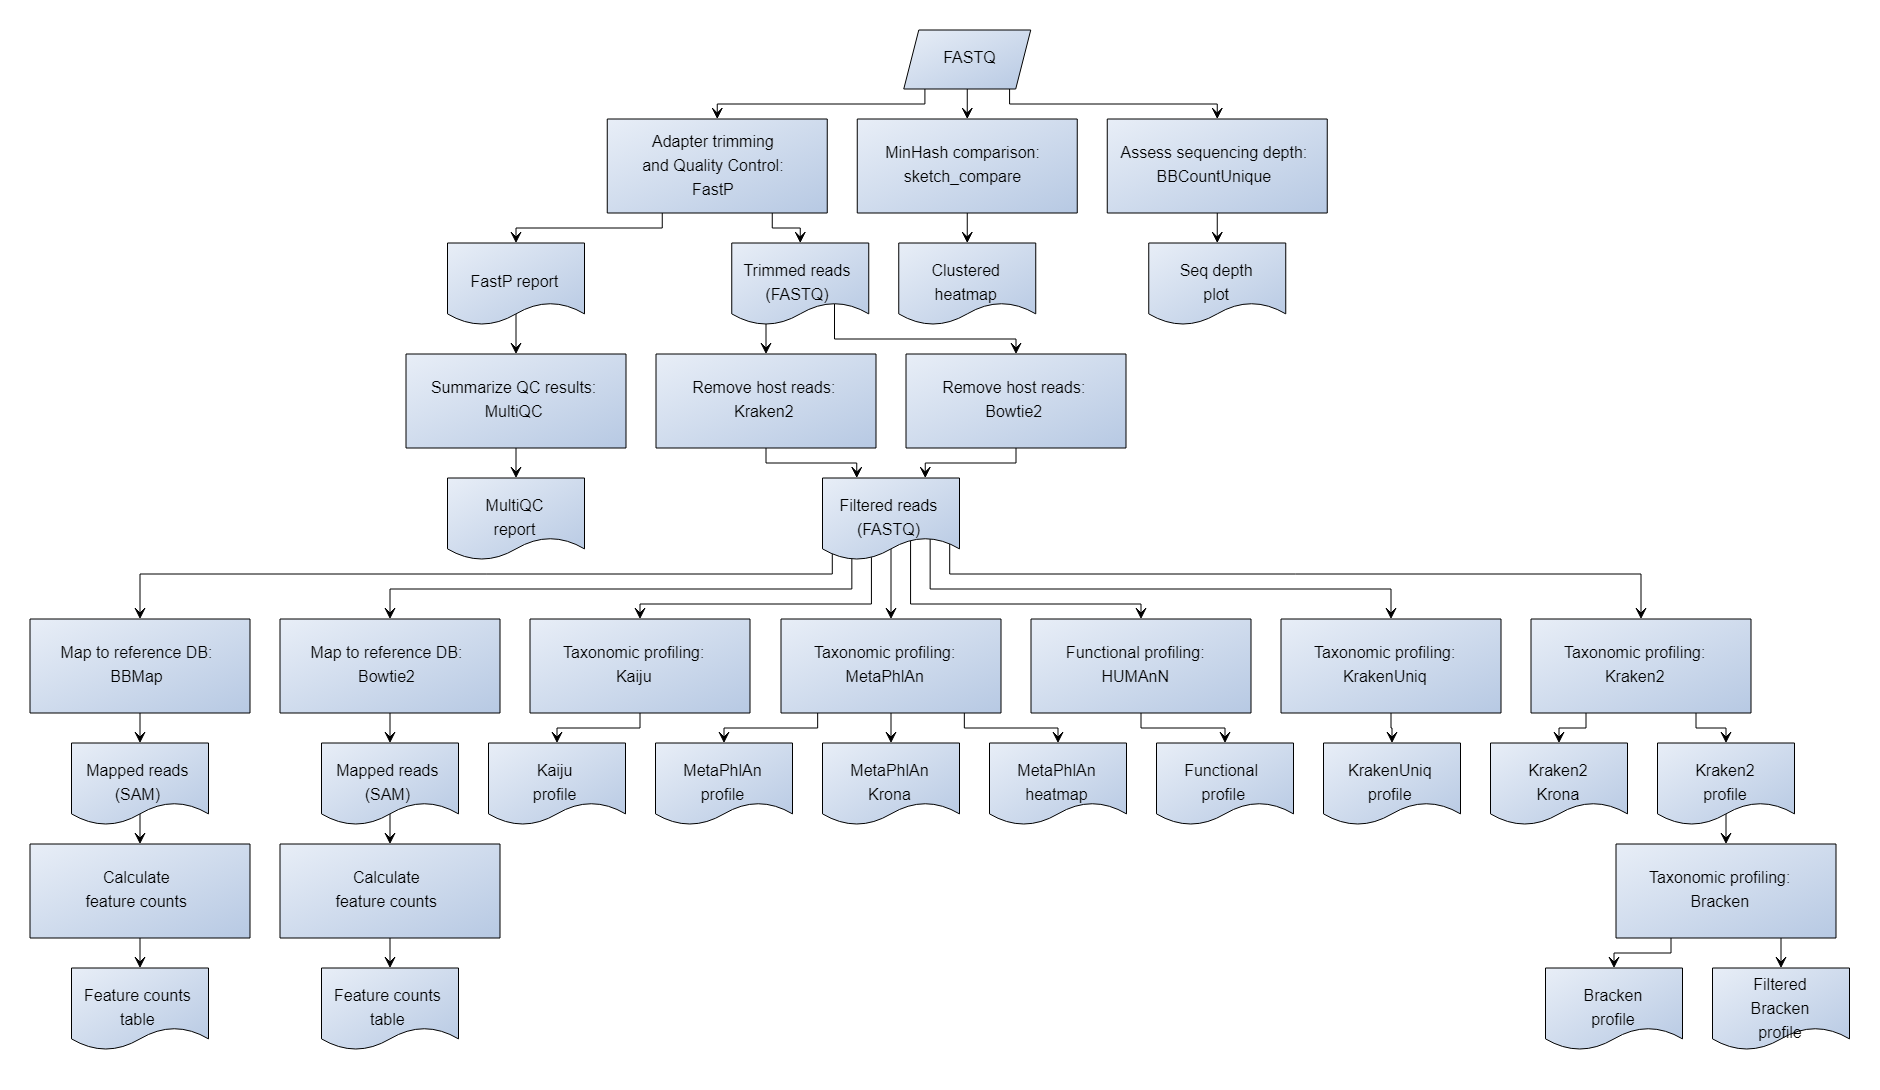 FASTQ
Adapter trimming
and Quality Control:
FastP
MinHash comparison:
sketch_compare
Assess sequencing depth:
BBCountUnique
FastP report
Trimmed reads
(FASTQ)
Clustered
heatmap
Seq depth
plot
Summarize QC results:
MultiQC
Remove host reads:
Kraken2
Remove host reads:
Bowtie2
MultiQC
report
Filtered reads
(FASTQ)
Map to reference DB:
BBMap
Map to reference DB:
Bowtie2
Taxonomic profiling:
Kaiju
Taxonomic profiling:
MetaPhlAn
Functional profiling:
HUMAnN
Taxonomic profiling:
KrakenUniq
Taxonomic profiling:
Kraken2
Mapped reads
(SAM)
Mapped reads
(SAM)
Kaiju
profile
MetaPhlAn
profile
MetaPhlAn
Krona
MetaPhlAn
heatmap
Functional
profile
KrakenUniq
profile
Kraken2
Krona
Kraken2
profile
Calculate
feature counts
Calculate
feature counts
Taxonomic profiling:
Bracken
Feature counts
table
Feature counts
table
Bracken
profile
Filtered
Bracken
profile